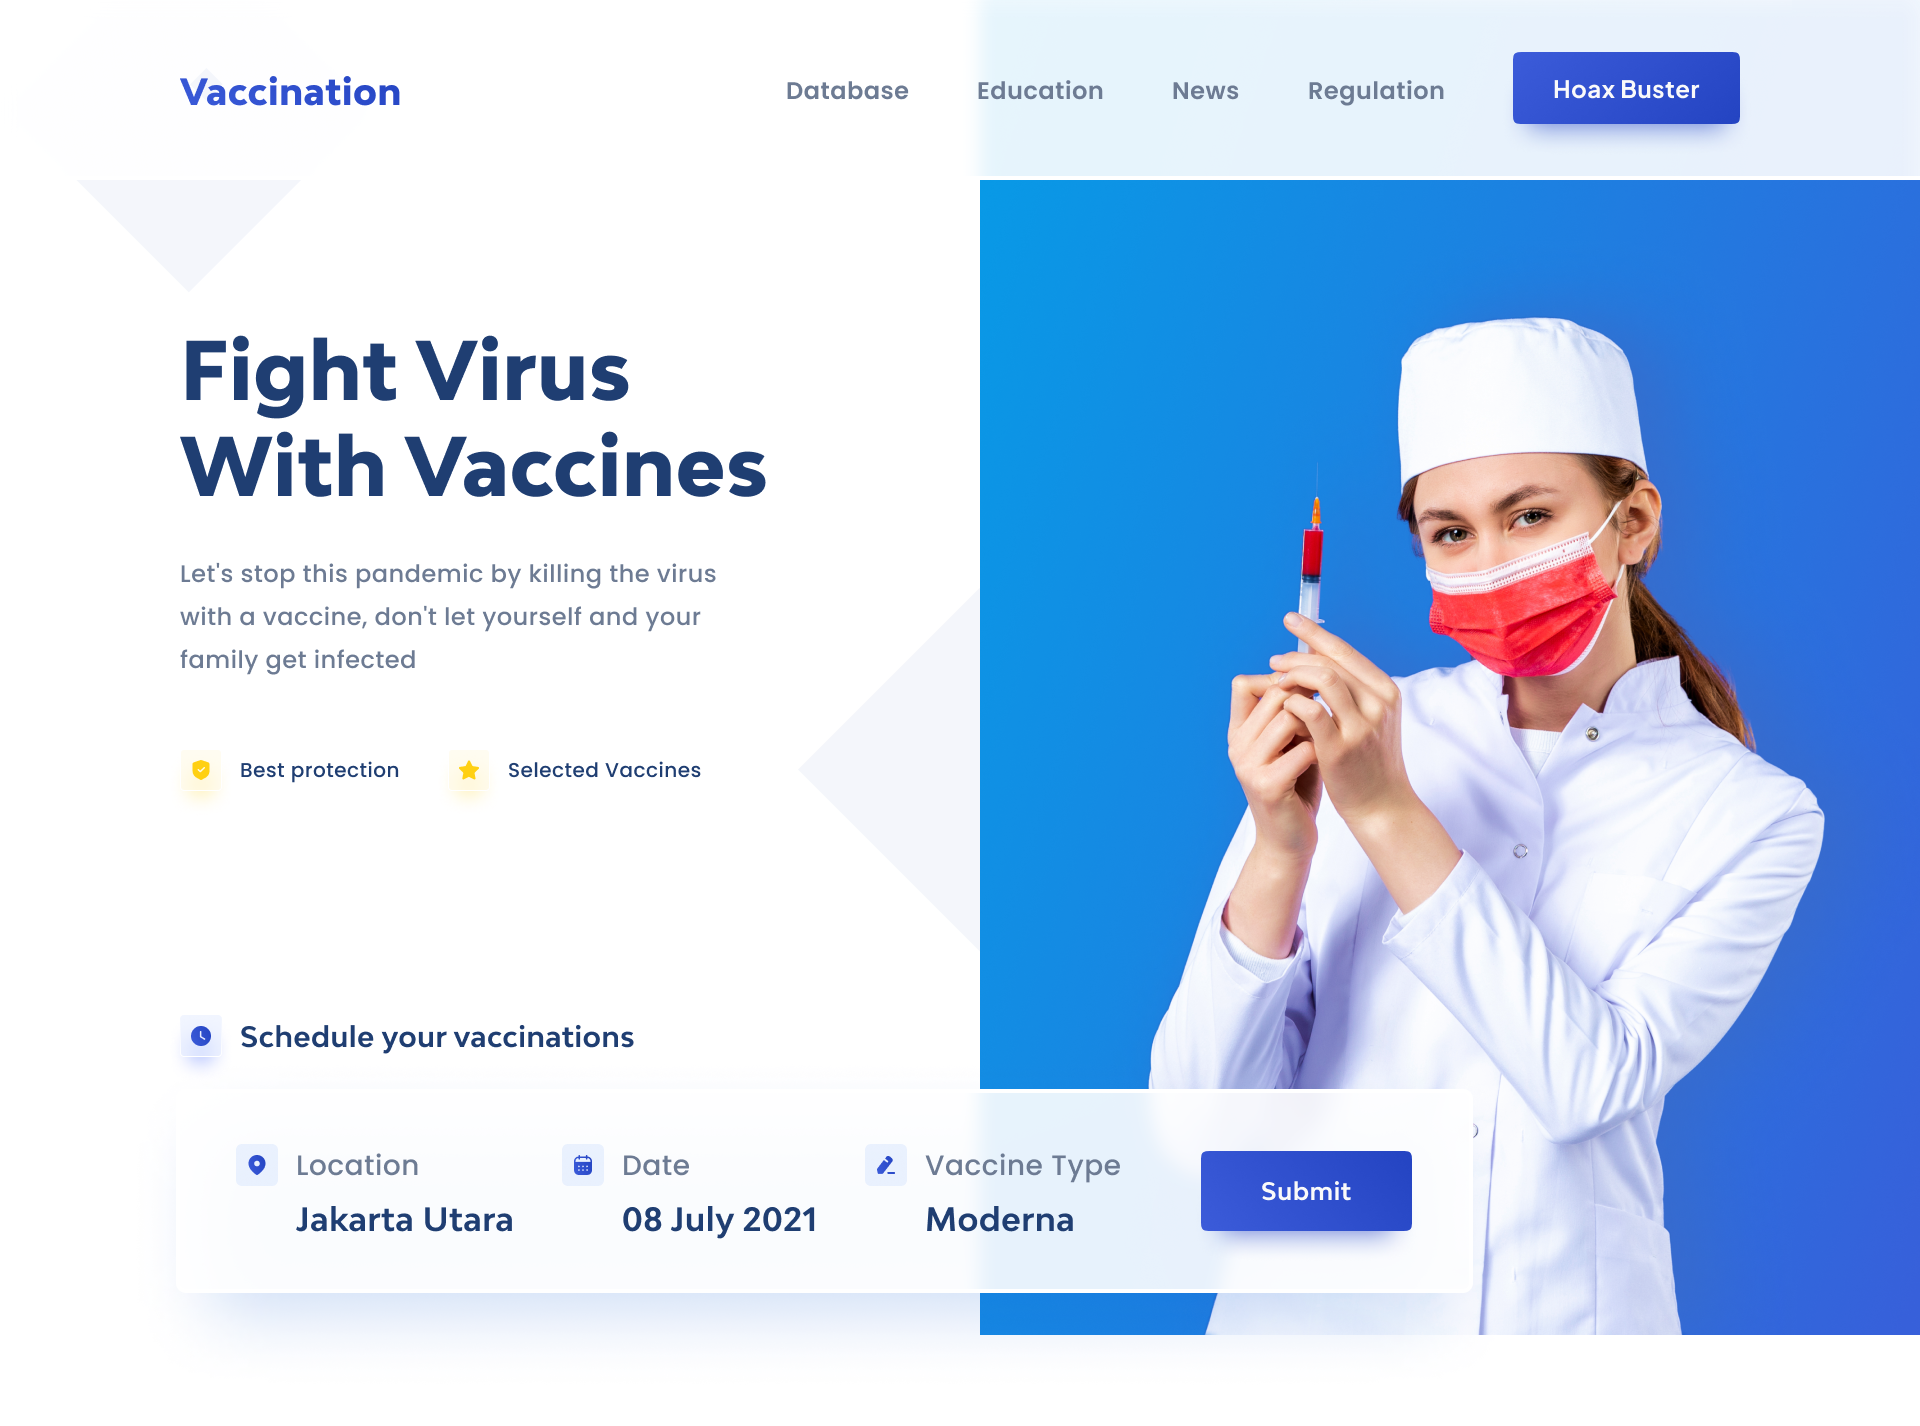 Vaccination
Database
Education
News
Regulation
Hoax Buster
Fight Virus
With Vaccines
Let's stop this pandemic by killing the virus
with a vaccine, don't let yourself and your
family get infected
Best protection
Selected Vaccines
Schedule your vaccinations
Location
Jakarta Utara
Date
08 July 2021
Vaccine Type
Moderna
Submit